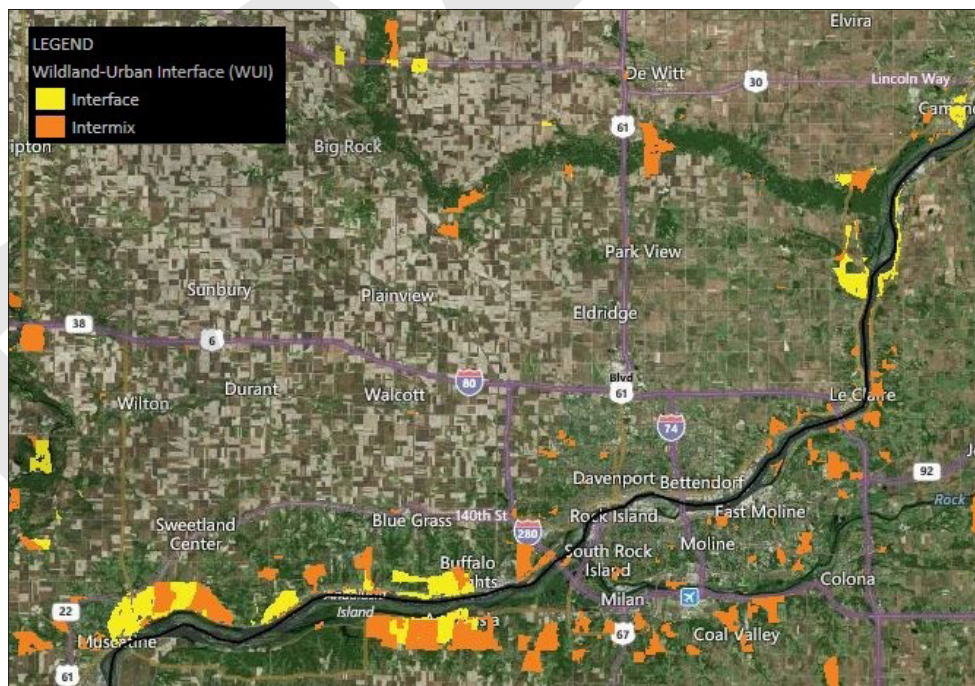 LEGEND
Wildland-Urban Interface (WUI)
Interface
Intermix
Elvira
De Witt
30
Lincoln Way
61
Big Rock
Park View
Sunbury
Plainview
Eldridge
38
6
80
Blvd
61
Durant
Walcott
Wilton
Le Claire
74
92
Davenport
Bettendorf
Rock
Sweetland
Center
Blue Grass
140th St
280
Rock Island
East Moline
South Rock
Island
Moline
Buffalo
Colona
Island
Milan
22
Muscatine
67
Coal Valley
61